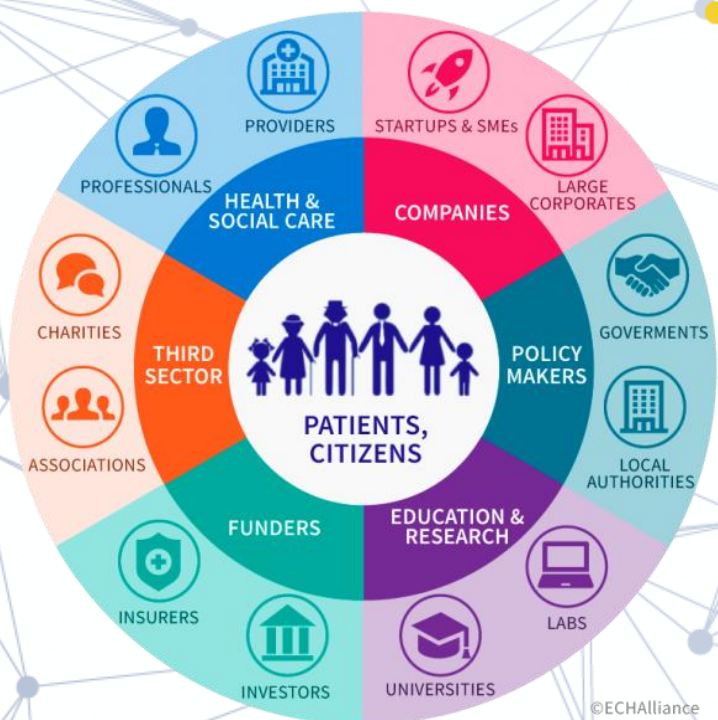 PROVIDERS
STARTUPS & SMEs
PROFESSIONALS
LARGE
CORPORATES
HEALTH &
SOCIAL CARE
COMPANIES
CHARITIES
GOVERMENTS
THIRD
SECTOR
POLICY
MAKERS
PATIENTS,
CITIZENS
ASSOCIATIONS
LOCAL
AUTHORITIES
FUNDERS
EDUCATION &
RESEARCH
INSURERS
LABS
INVESTORS
UNIVERSITIES
©ECHAlliance